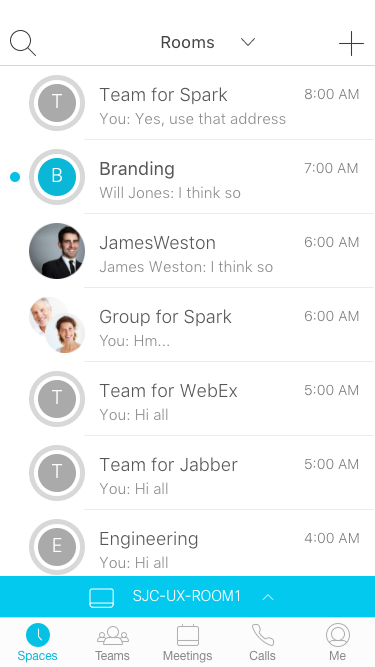 Rooms
T
Team for Spark
8:00 AM
You: Yes, use that address
B
Branding
7:00 AM
Will Jones: I think so
JamesWeston
6:00 AM
James Weston: I think so
Group for Spark
6:00 AM
You: Hm...
T
Team for WebEx
5:00 AM
You: Hi all
T
Team for Jabber
5:00 AM
You: Hi all
E
Engineering
4:00 AM
You: Hi all
SJC-UX-ROOM1
Spaces
Teams
Meetings
Calls
Me